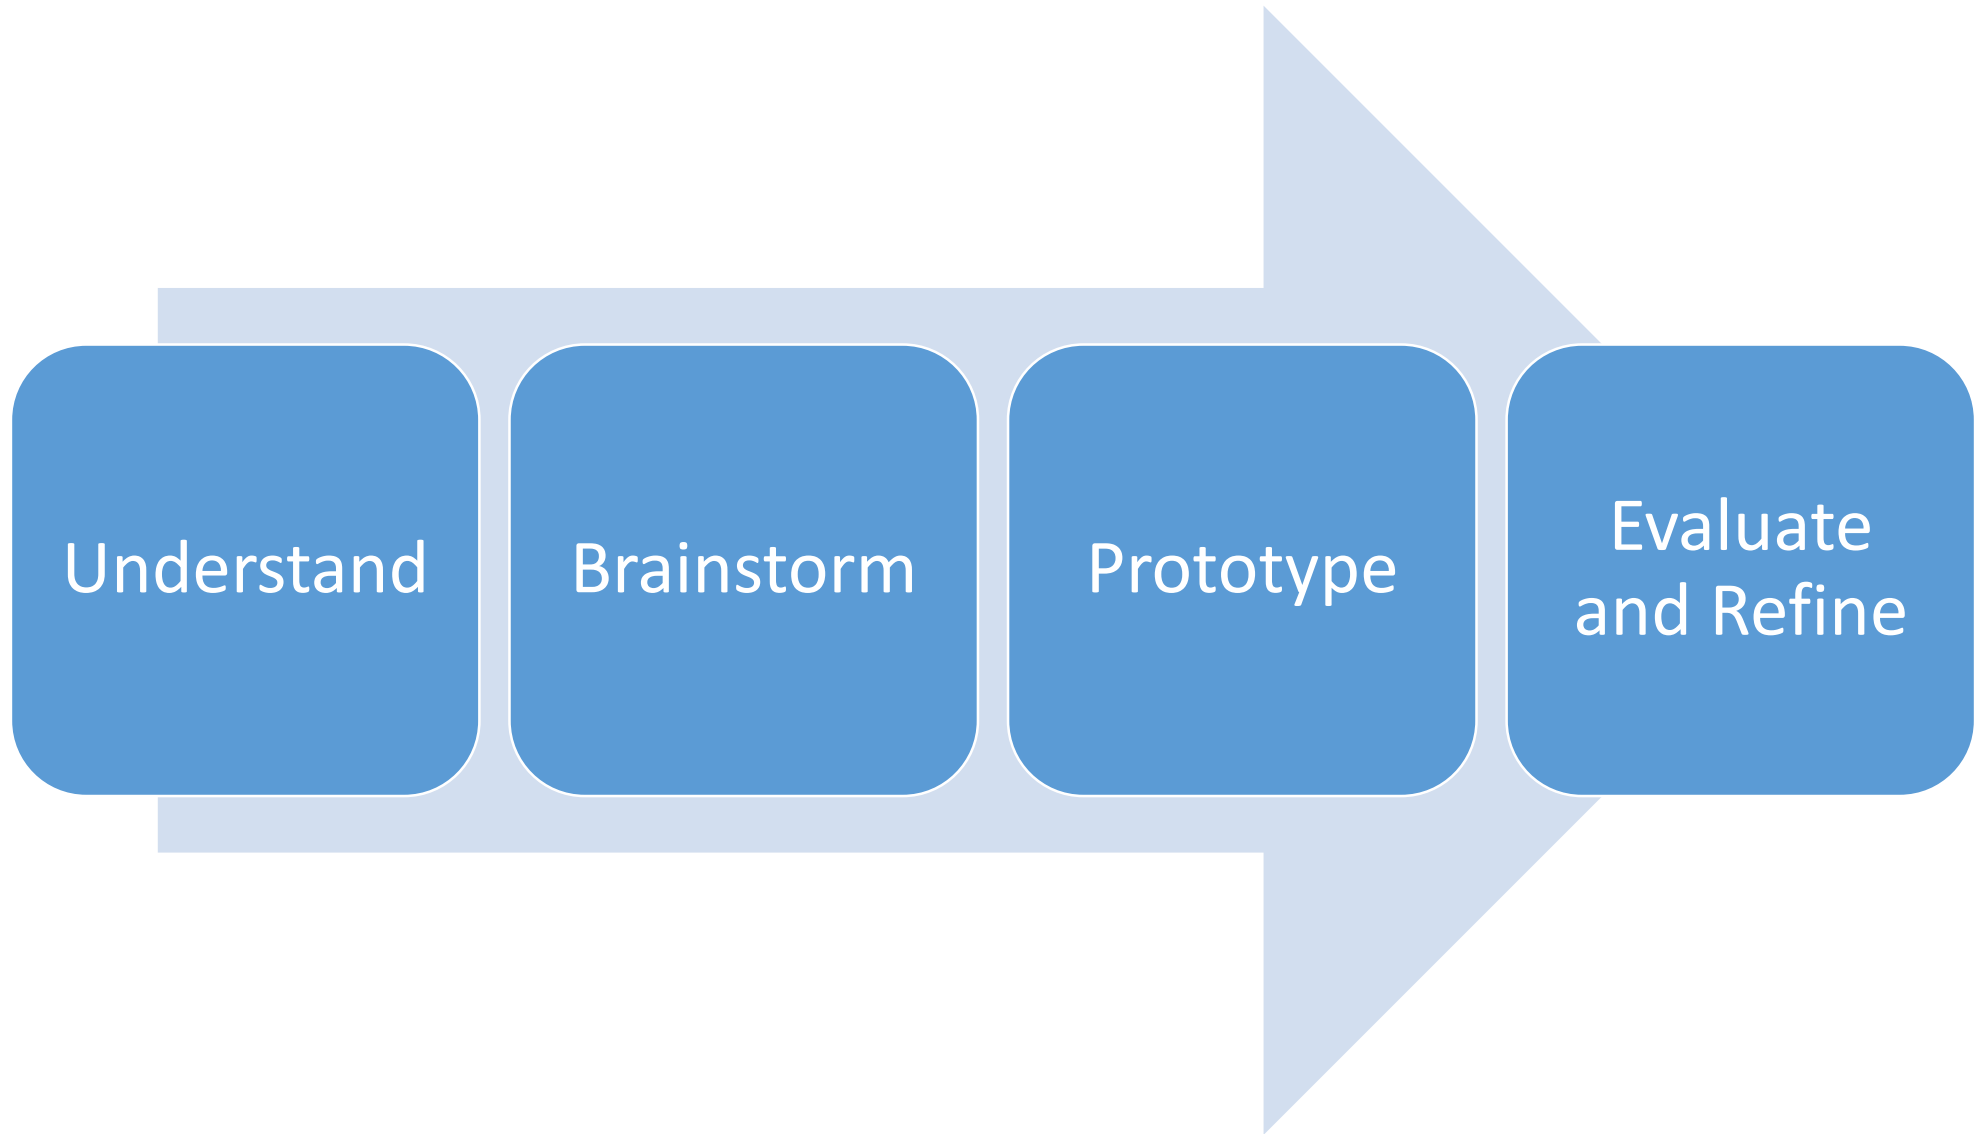 Understand
Brainstorm
Prototype
Evaluate
and Refine